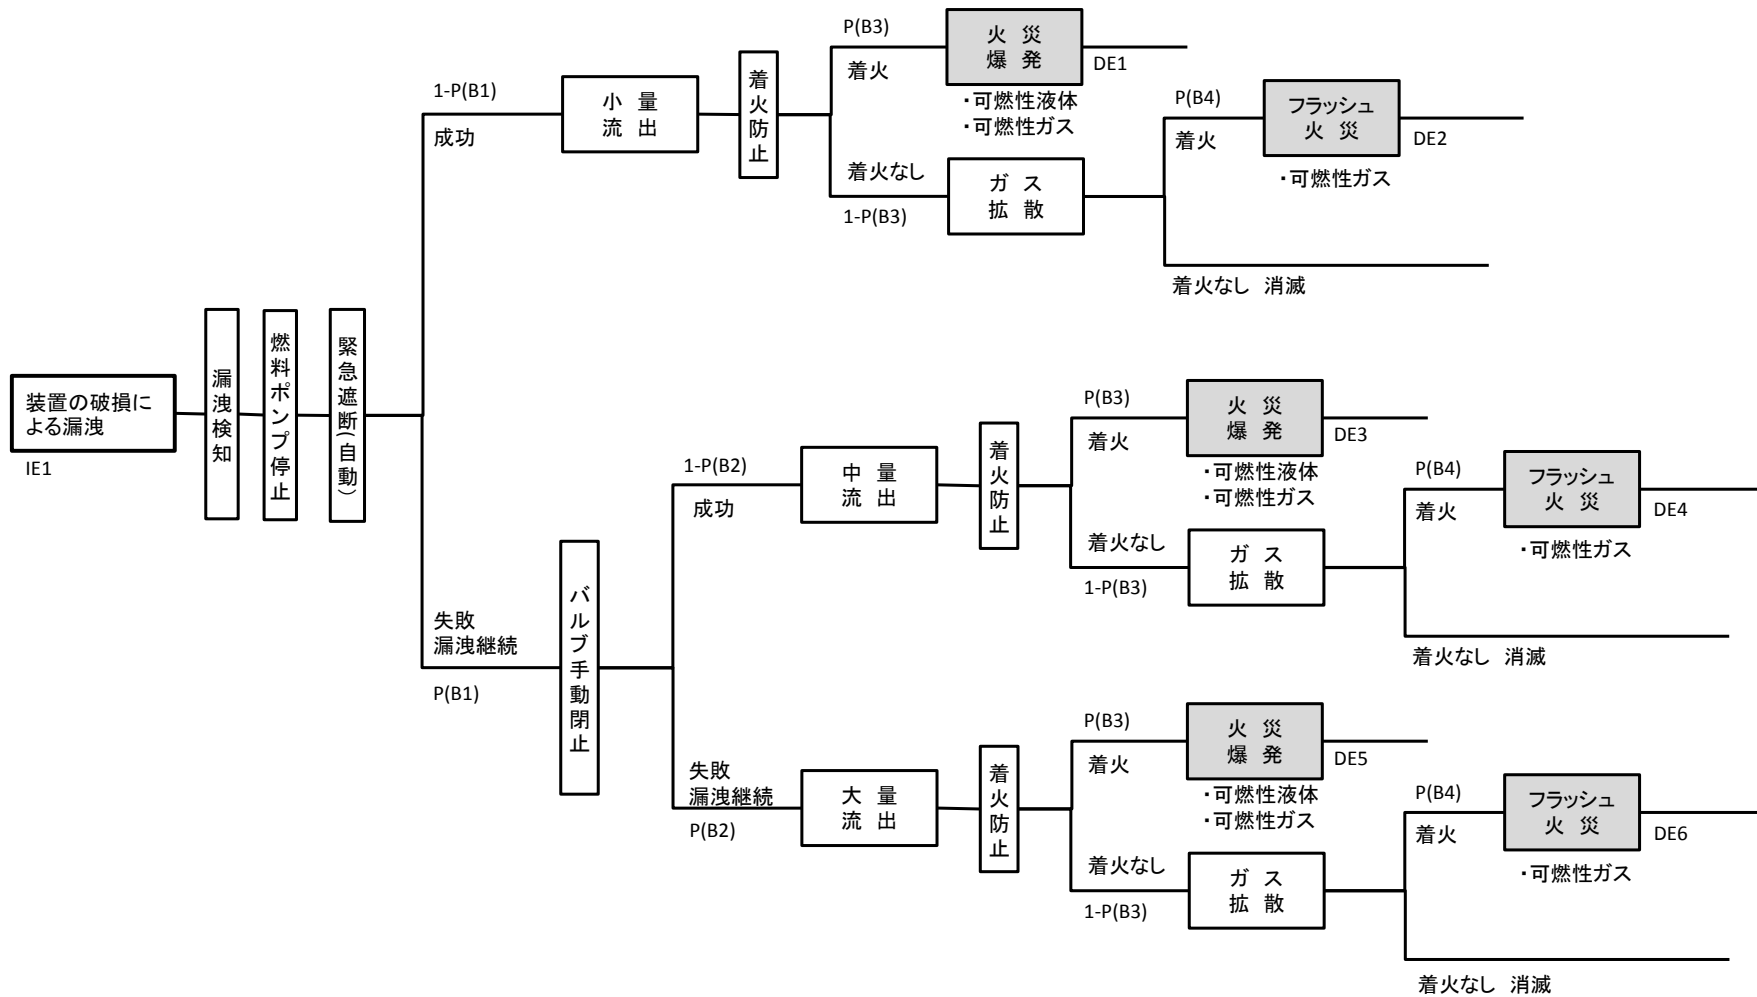 装置の破損に
よる漏洩
IE1
漏洩検知
燃料ポンプ停止
緊急遮断(自動)
1-P(B1)
成功
小 量
流 出
着火防止
P(B3)
着火
火 災
爆 発
DE1
・可燃性液体
・可燃性ガス
着火なし
1-P(B3)
ガ ス
拡 散
P(B4)
着火
フラッシュ
火 災
DE2
・可燃性ガス
着火なし 消滅
失敗
漏洩継続
P(B1)
バルブ手動閉止
1-P(B2)
成功
中 量
流 出
着火防止
P(B3)
着火
火 災
爆 発
DE3
・可燃性液体
・可燃性ガス
着火なし
1-P(B3)
ガ ス
拡 散
P(B4)
着火
フラッシュ
火 災
DE4
・可燃性ガス
着火なし 消滅
失敗
漏洩継続
P(B2)
大 量
流 出
着火防止
P(B3)
着火
火 災
爆 発
DE5
・可燃性液体
・可燃性ガス
着火なし
1-P(B3)
ガ ス
拡 散
P(B4)
着火
フラッシュ
火 災
DE6
・可燃性ガス
着火なし 消滅